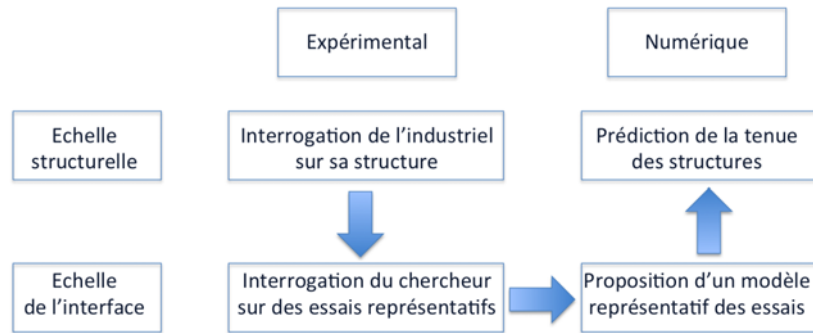 Expérimental
Numérique
Echelle
structurelle
Interrogation de l'industriel
sur sa structure
Prédiction de la tenue
des structures
Echelle
de l'interface
Interrogation du chercheur
sur des essais représentatifs
Proposition d'un modèle
représentatif des essais